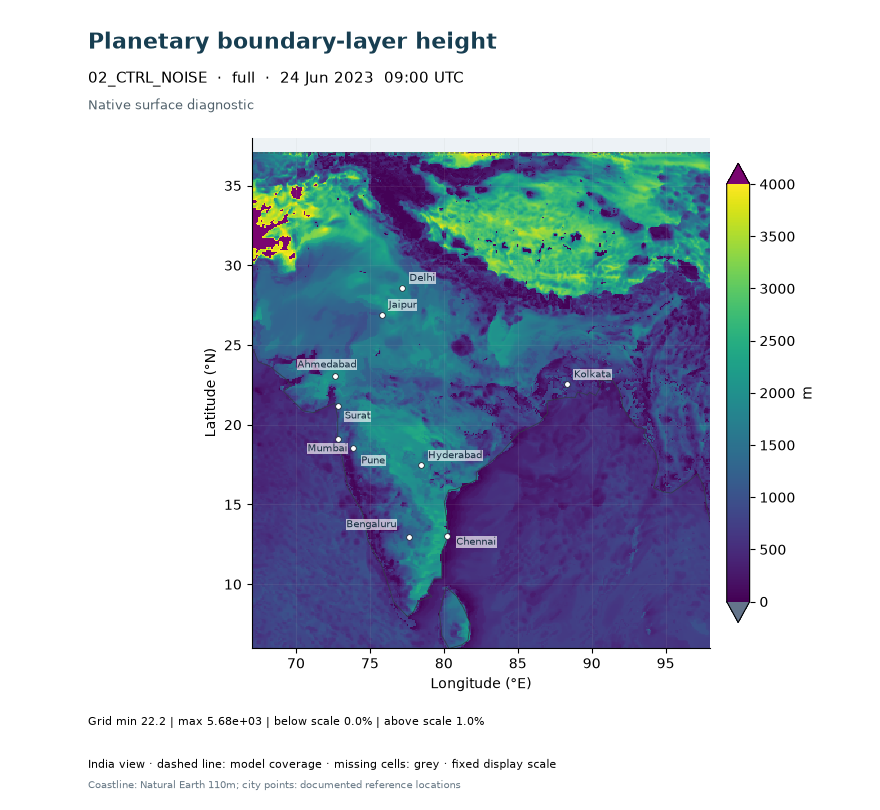 Planetary boundary-layer height
02_CTRL_NOISE · full · 24 Jun 2023 09:00 UTC
Native surface diagnostic
35
30
25
20
15
10
Latitude (°N)
Delhi
Jaipur
Ahmedabad
Kolkata
Surat
Mumbai
Pune
Hyderabad
Bengaluru
Chennai
70 75 80 85 90 95
Longitude (°E)
4000
3500
3000
2500
2000
1500
1000
500
0
m
Grid min 22.2 | max 5.68e+03 | below scale 0.0% | above scale 1.0%
India view · dashed line: model coverage · missing cells: grey · fixed display scale
Coastline: Natural Earth 110m; city points: documented reference locations